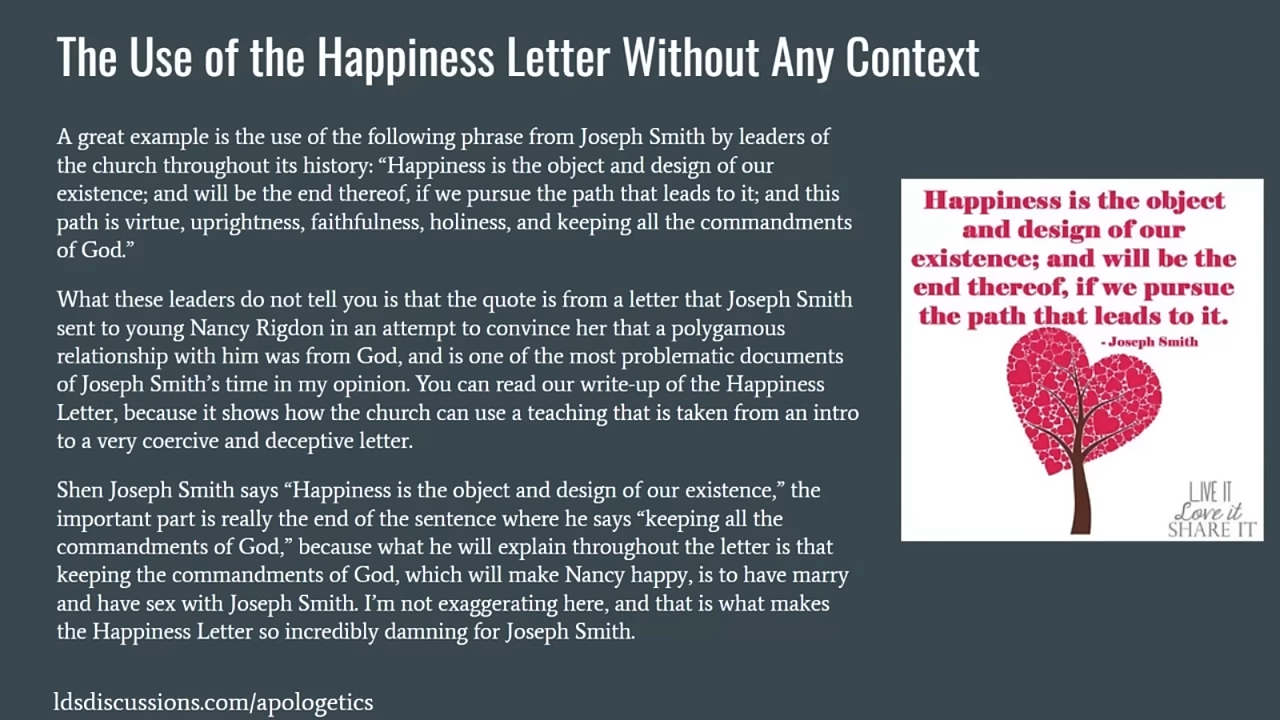 The Use of the Happiness Letter Without Any Context
A great example is the use of the following phrase from Joseph Smith by leaders of
the church throughout its history: “Happiness is the object and design of our
existence; and will be the end thereof, if we pursue the path that leads to it; and this
path is virtue, uprightness, faithfulness, holiness, and keeping all the commandments
of God.”
What these leaders do not tell you is that the quote is from a letter that Joseph Smith
sent to young Nancy Rigdon in an attempt to convince her that a polygamous
relationship with him was from God, and is one of the most problematic documents
of Joseph Smith’s time in my opinion. You can read our write-up of the Happiness
Letter, because it shows how the church can use a teaching that is taken from an intro
to a very coercive and deceptive letter.
Shen Joseph Smith says “Happiness is the object and design of our existence,” the
important part is really the end of the sentence where he says “keeping all the
commandments of God,” because what he will explain throughout the letter is that
keeping the commandments of God, which will make Nancy happy, is to have marry
and have sex with Joseph Smith. I’m not exaggerating here, and that is what makes
the Happiness Letter so incredibly damning for Joseph Smith.
ldsdiscussions.com/apologetics
Happiness is the object
and design of our
existence; and will be the
end thereof, if we pursue
the path that leads to it.
- Joseph Smith
LIVE IT
Love it
SHARE IT